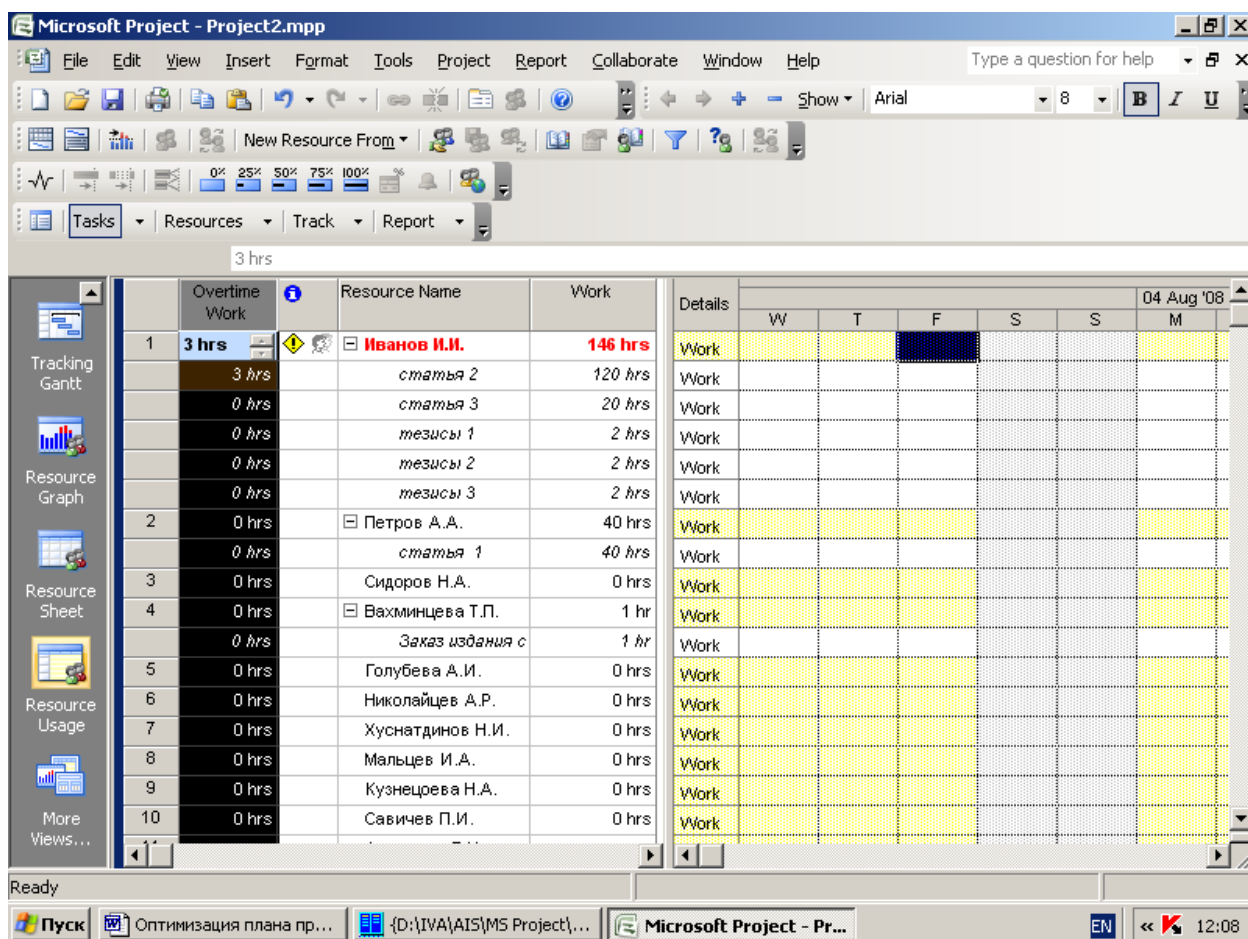 Microsoft Project - Project2.mpp
File Edit View Insert Format Tools Project Report Collaborate Window Help Type a question for help
Show Arial 8 B I U
New Resource From
0% 25% 50% 75% 100%
Tasks Resources Track Report
3 hrs
Tracking Gantt
Resource Graph
Resource Sheet
Resource Usage
More Views...
Overtime Work Resource Name Work Details 04 Aug '08
W T F S S M
1 3 hrs Иванов И.И. 146 hrs Work
3 hrs статья 2 120 hrs Work
0 hrs статья 3 20 hrs Work
0 hrs тезисы 1 2 hrs Work
0 hrs тезисы 2 2 hrs Work
0 hrs тезисы 3 2 hrs Work
2 0 hrs Петров А.А. 40 hrs Work
0 hrs статья 1 40 hrs Work
3 0 hrs Сидоров Н.А. 0 hrs Work
4 0 hrs Вахминцева Т.П. 1 hr Work
0 hrs Заказ издания с 1 hr Work
5 0 hrs Голубева А.И. 0 hrs Work
6 0 hrs Николайцев А.Р. 0 hrs Work
7 0 hrs Хуснатдинов Н.И. 0 hrs Work
8 0 hrs Мальцев И.А. 0 hrs Work
9 0 hrs Кузнецоева Н.А. 0 hrs Work
10 0 hrs Савичев П.И. 0 hrs Work
Ready
Пуск Оптимизация плана пр... {D:\IVA\AIS\MS Project\... Microsoft Project - Pr... EN « 12:08